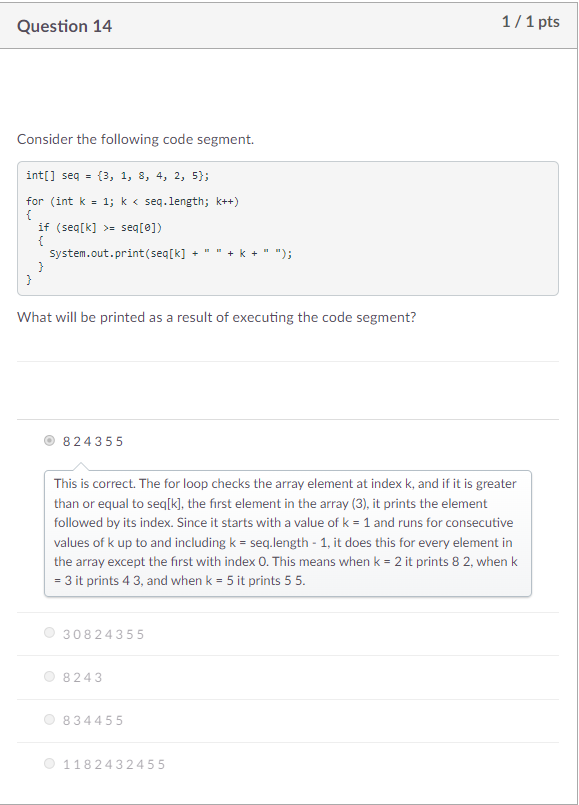 Question 14
1 / 1 pts
Consider the following code segment.
int[] seq = {3, 1, 8, 4, 2, 5};
for (int k = 1; k < seq.length; k++)
{
if (seq[k] >= seq[0])
{
System.out.print(seq[k] + " " + k + " ");
}
}
What will be printed as a result of executing the code segment?
8 2 4 3 5 5
This is correct. The for loop checks the array element at index k, and if it is greater
than or equal to seq[k], the first element in the array (3), it prints the element
followed by its index. Since it starts with a value of k = 1 and runs for consecutive
values of k up to and including k = seq.length - 1, it does this for every element in
the array except the first with index 0. This means when k = 2 it prints 8 2, when k
= 3 it prints 4 3, and when k = 5 it prints 5 5.
3 0 8 2 4 3 5 5
8 2 4 3
8 3 4 4 5 5
1 1 8 2 4 3 2 4 5 5